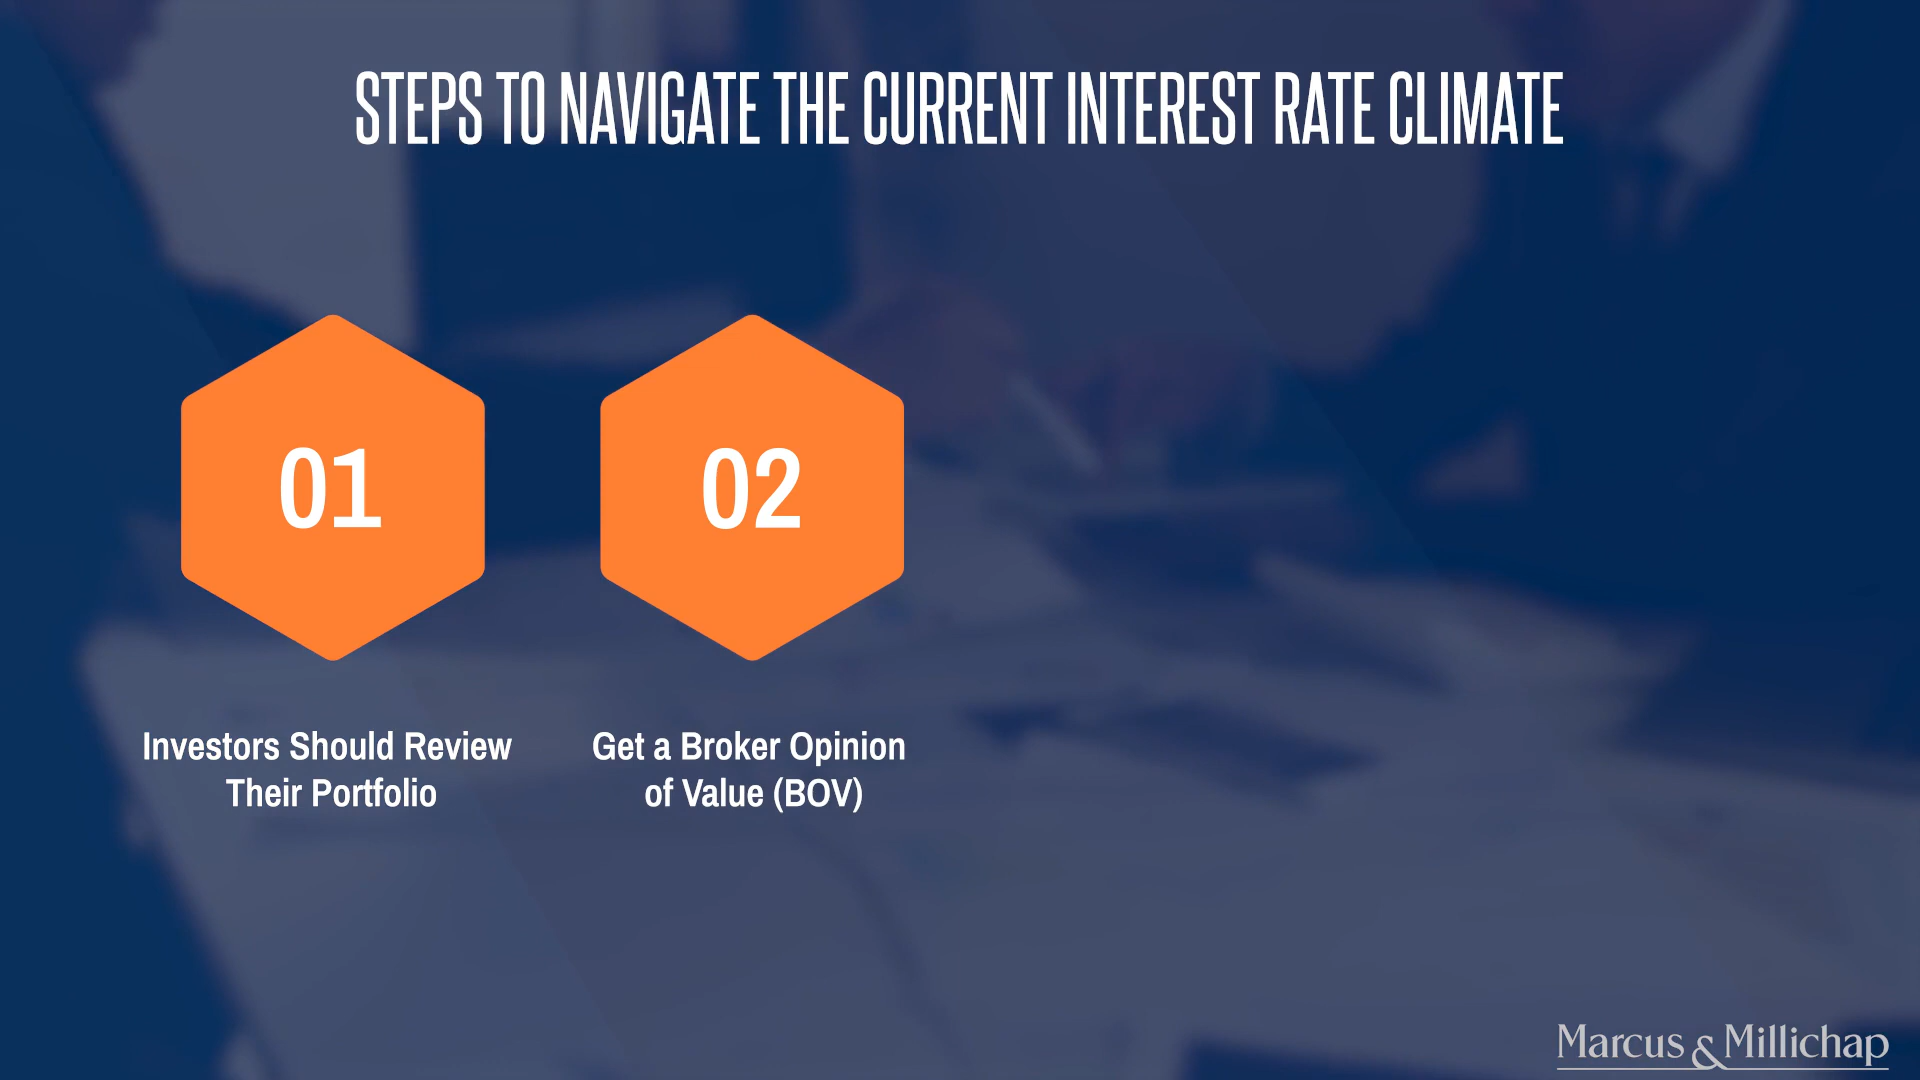 STEPS TO NAVIGATE THE CURRENT INTEREST RATE CLIMATE
01
02
Investors Should Review
Their Portfolio
Get a Broker Opinion
of Value (BOV)
Marcus & Millichap